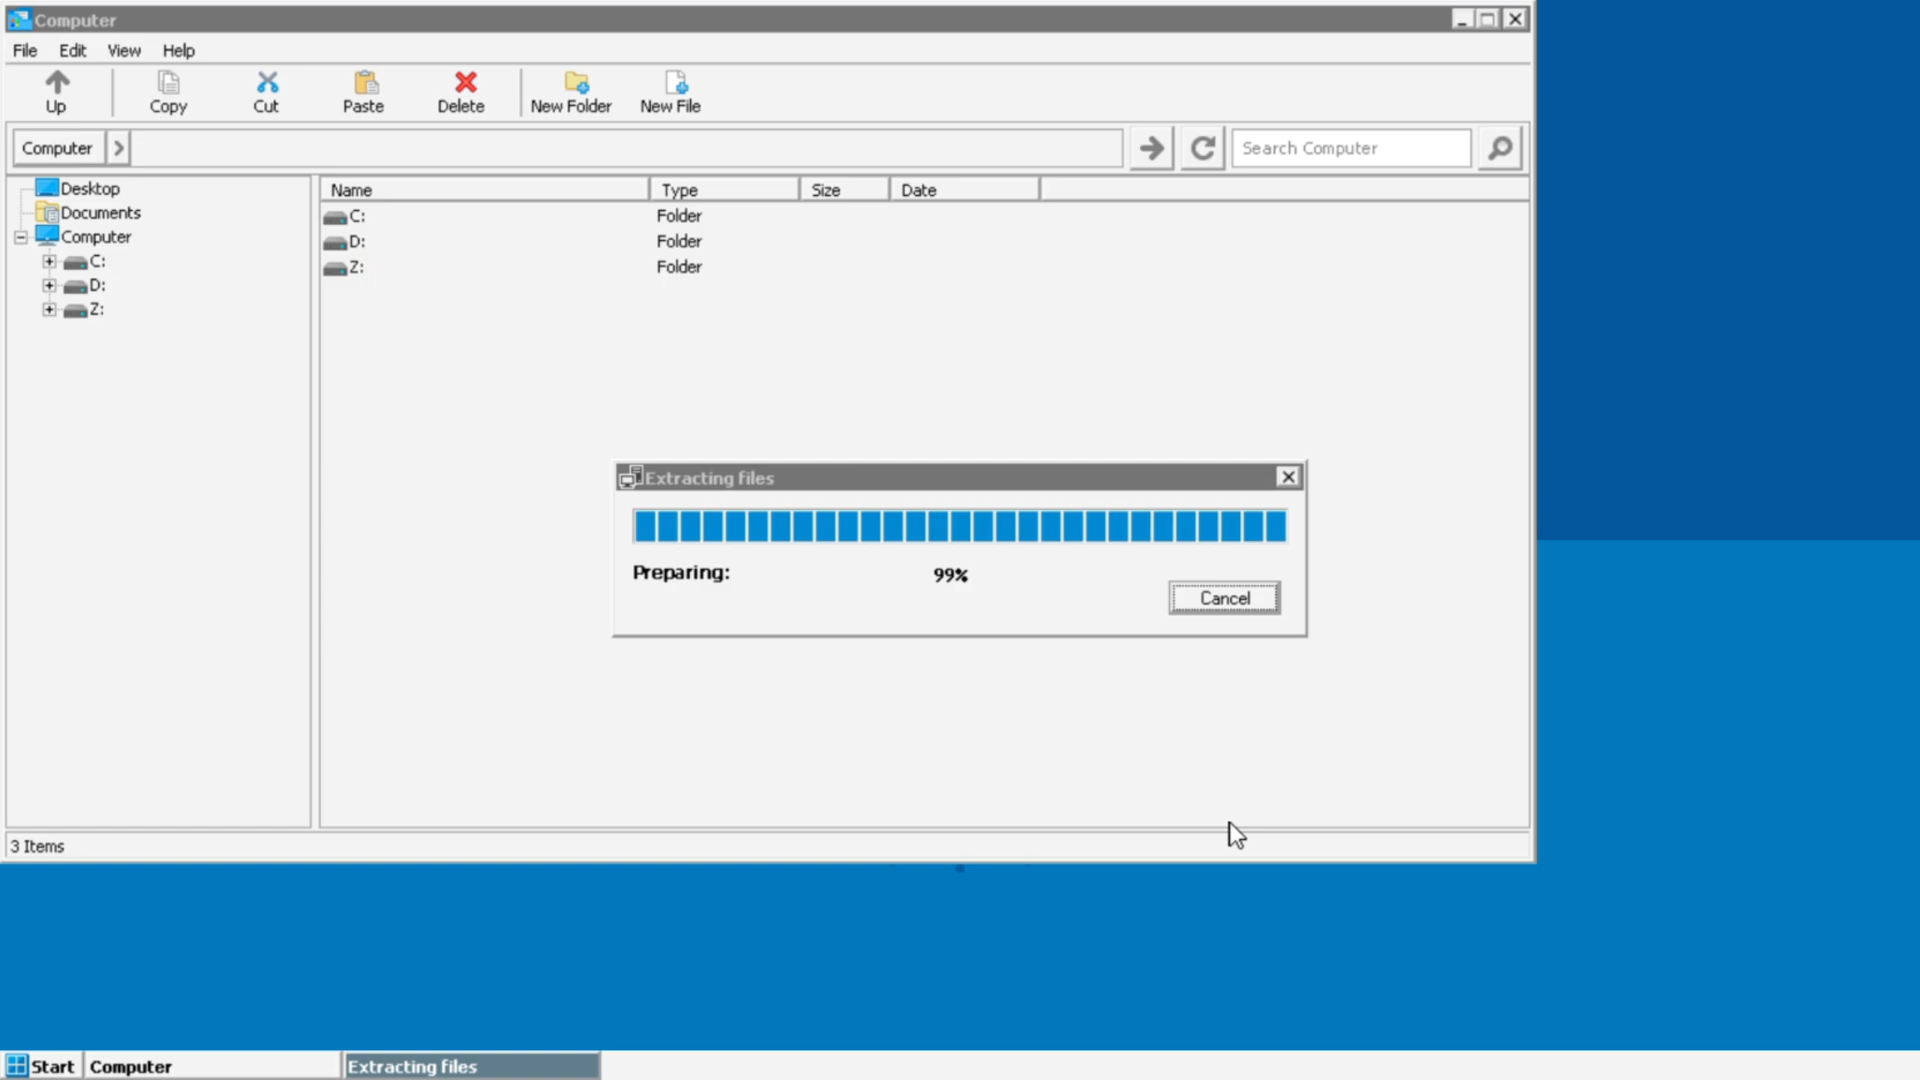 Computer
File Edit View Help
Up Copy Cut Paste Delete New Folder New File
Computer Search Computer
Desktop
Documents
Computer
C:
D:
Z:
Name Type Size Date
C: Folder
D: Folder
Z: Folder
Extracting files
Preparing: 99%
Cancel
3 Items
Start Computer Extracting files